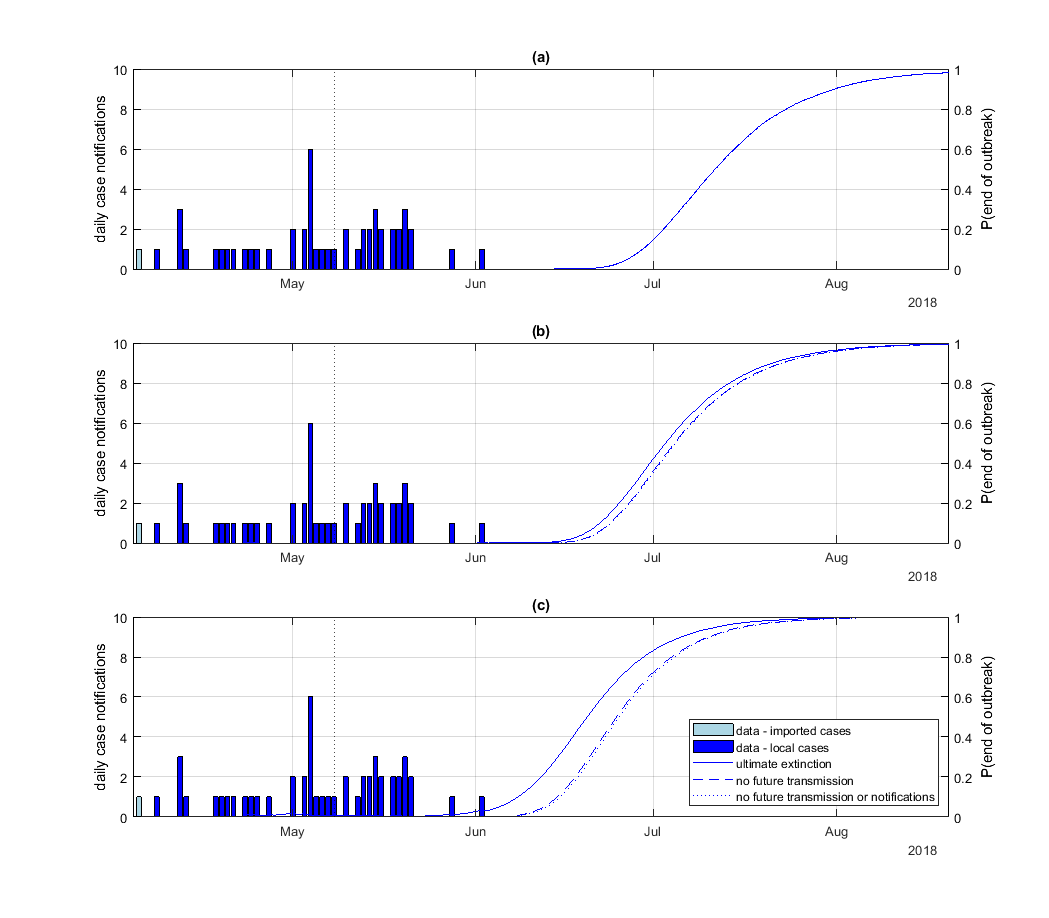 (a)
daily case notifications
P(end of outbreak)
10
8
6
4
2
0
1
0.8
0.6
0.4
0.2
0
May
Jun
Jul
Aug
2018
(b)
daily case notifications
P(end of outbreak)
10
8
6
4
2
0
1
0.8
0.6
0.4
0.2
0
May
Jun
Jul
Aug
2018
(c)
daily case notifications
P(end of outbreak)
10
8
6
4
2
0
1
0.8
0.6
0.4
0.2
0
data - imported cases
data - local cases
ultimate extinction
no future transmission
no future transmission or notifications
May
Jun
Jul
Aug
2018